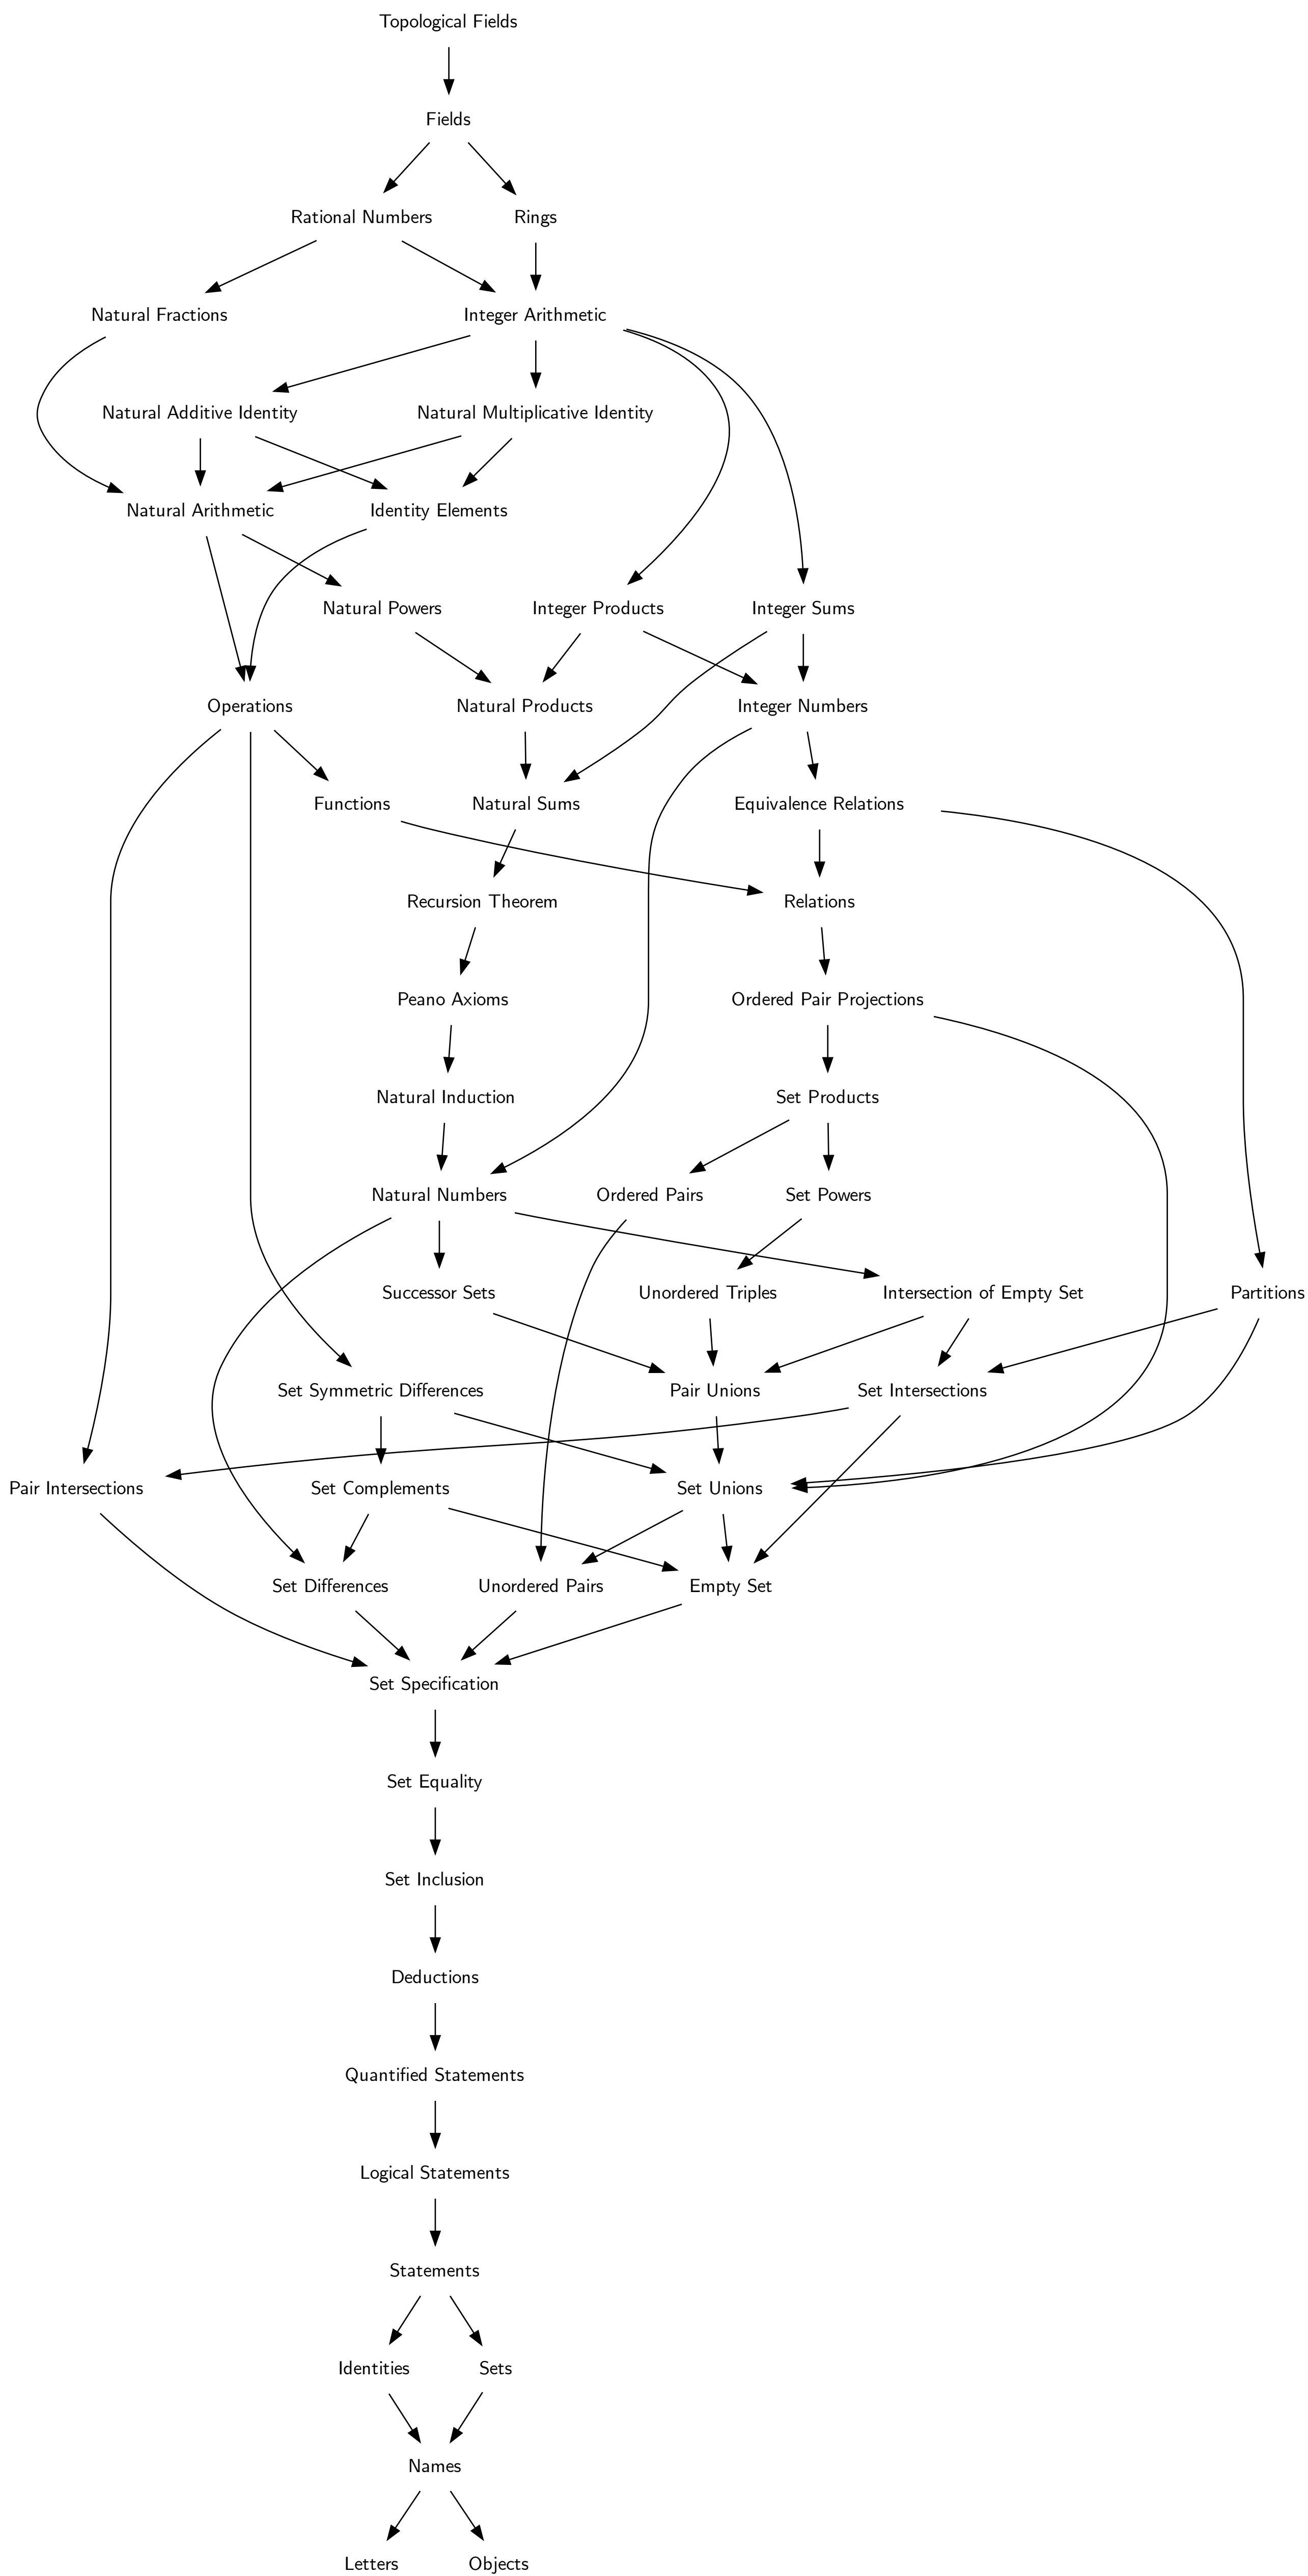 Topological Fields
Fields
Rational Numbers
Rings
Natural Fractions
Integer Arithmetic
Natural Additive Identity
Natural Multiplicative Identity
Natural Arithmetic
Identity Elements
Natural Powers
Integer Products
Integer Sums
Operations
Natural Products
Integer Numbers
Functions
Natural Sums
Equivalence Relations
Recursion Theorem
Relations
Peano Axioms
Ordered Pair Projections
Natural Induction
Set Products
Natural Numbers
Ordered Pairs
Set Powers
Successor Sets
Unordered Triples
Intersection of Empty Set
Partitions
Set Symmetric Differences
Pair Unions
Set Intersections
Pair Intersections
Set Complements
Set Unions
Set Differences
Unordered Pairs
Empty Set
Set Specification
Set Equality
Set Inclusion
Deductions
Quantified Statements
Logical Statements
Statements
Identities
Sets
Names
Letters
Objects